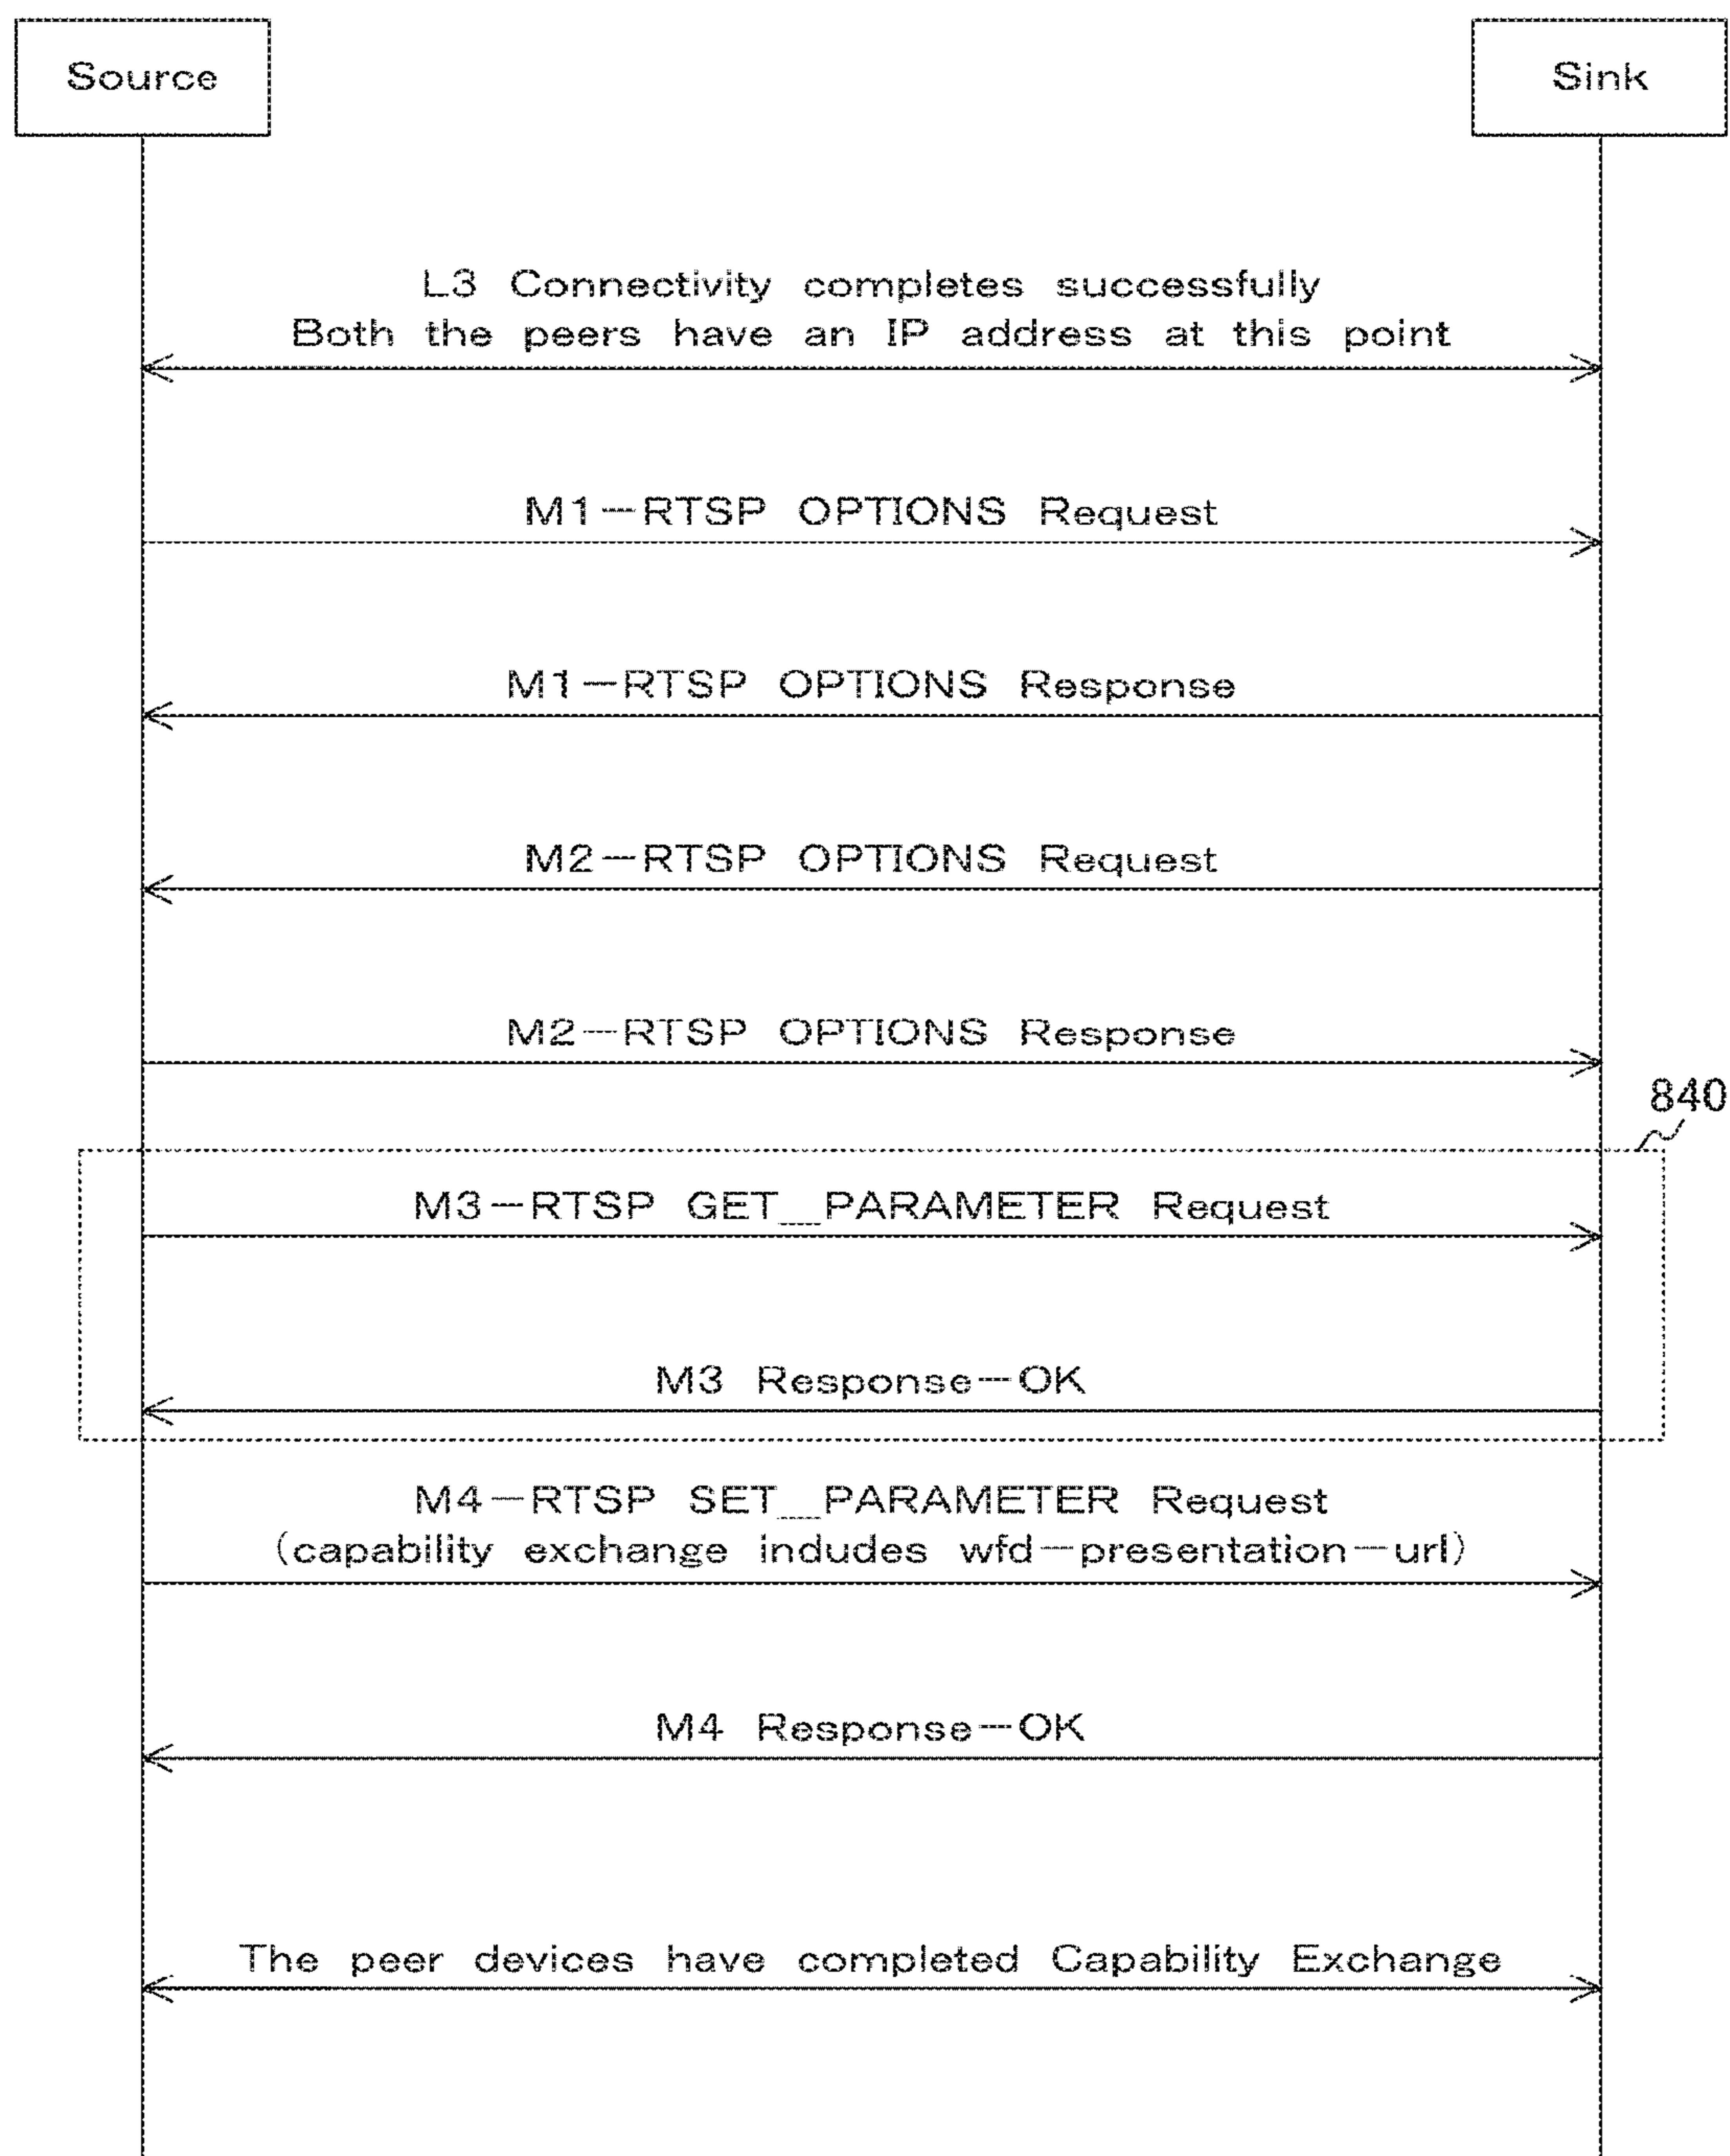 Source
Sink
L3 Connectivity completes successfully
Both the peers have an IP address at this point
M1-RTSP OPTIONS Request
M1-RTSP OPTIONS Response
M2-RTSP OPTIONS Request
M2-RTSP OPTIONS Response
840
M3-RTSP GET_PARAMETER Request
M3 Response-OK
M4-RTSP SET_PARAMETER Request
(capability exchange indudes wfd-presentation-url)
M4 Response-OK
The peer devices have completed Capability Exchange